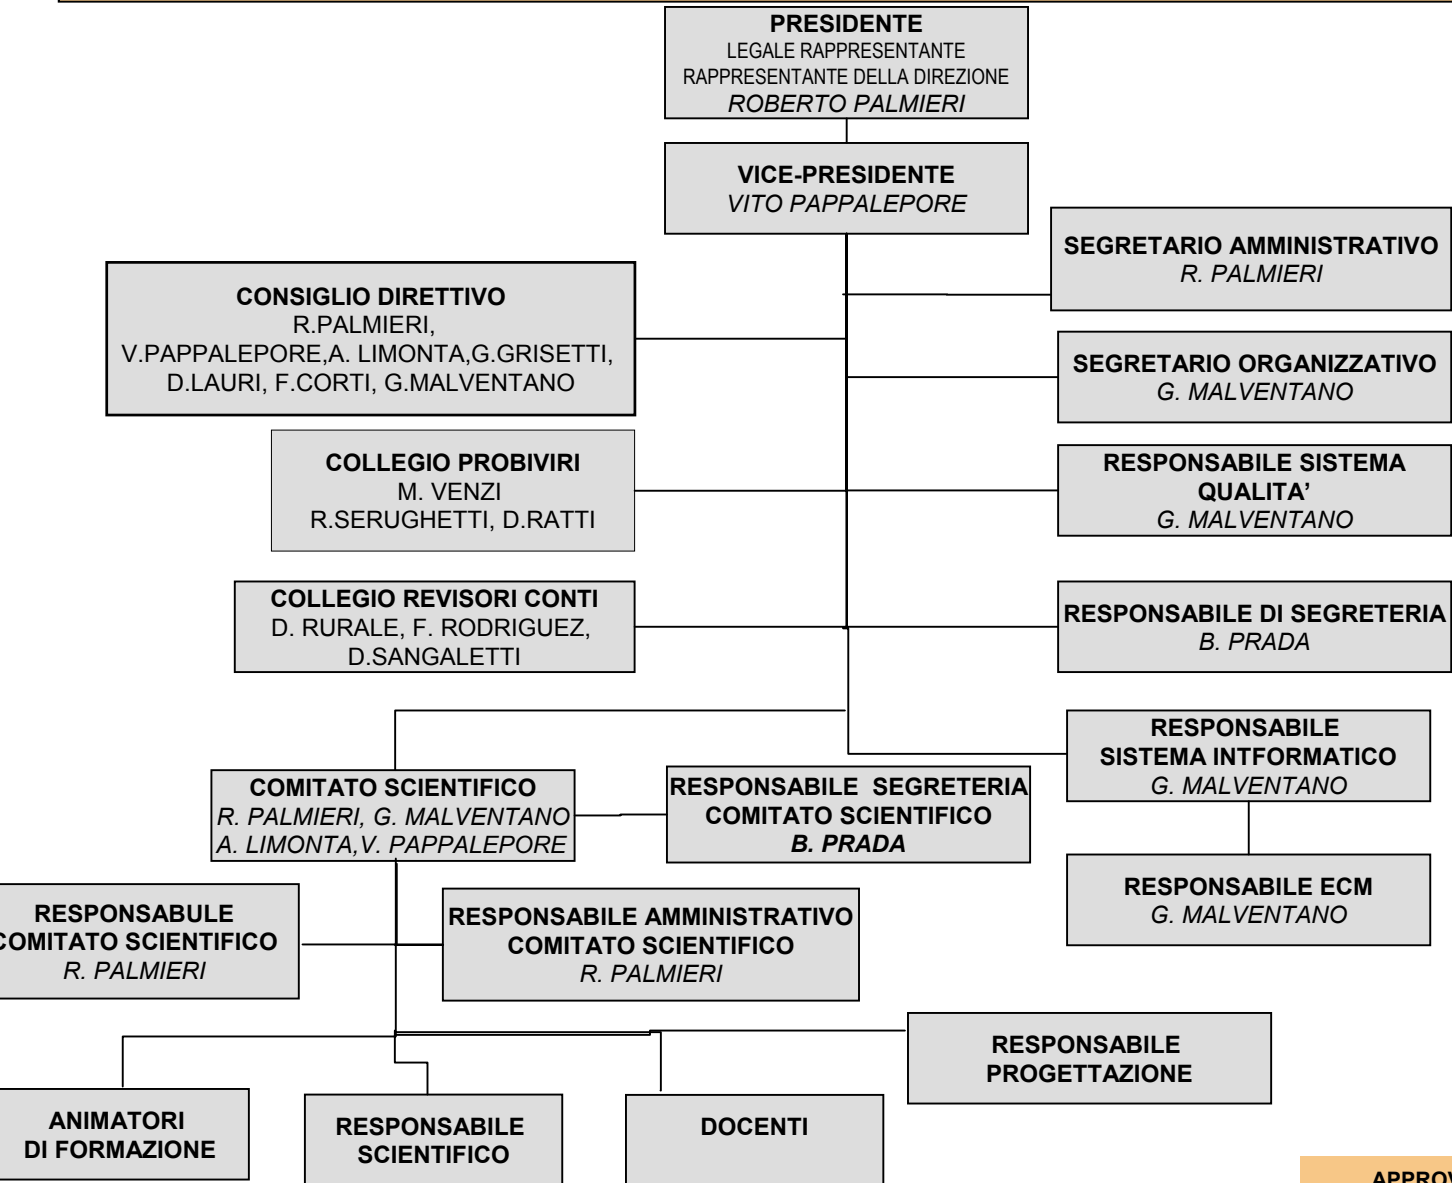 PRESIDENTE
LEGALE RAPPRESENTANTE
RAPPRESENTANTE DELLA DIREZIONE
ROBERTO PALMIERI
VICE-PRESIDENTE
VITO PAPPALEPORE
SEGRETARIO AMMINISTRATIVO
R. PALMIERI
CONSIGLIO DIRETTIVO
R.PALMIERI,
V.PAPPALEPORE,A. LIMONTA,G.GRISETTI,
D.LAURI, F.CORTI, G.MALVENTANO
SEGRETARIO ORGANIZZATIVO
G. MALVENTANO
COLLEGIO PROBIVIRI
M. VENZI
R.SERUGHETTI, D.RATTI
RESPONSABILE SISTEMA
QUALITA’
G. MALVENTANO
COLLEGIO REVISORI CONTI
D. RURALE, F. RODRIGUEZ,
D.SANGALETTI
RESPONSABILE DI SEGRETERIA
B. PRADA
RESPONSABILE
SISTEMA INTFORMATICO
G. MALVENTANO
COMITATO SCIENTIFICO
R. PALMIERI, G. MALVENTANO
A. LIMONTA,V. PAPPALEPORE
RESPONSABILE SEGRETERIA
COMITATO SCIENTIFICO
B. PRADA
RESPONSABILE ECM
G. MALVENTANO
RESPONSABULE
COMITATO SCIENTIFICO
R. PALMIERI
RESPONSABILE AMMINISTRATIVO
COMITATO SCIENTIFICO
R. PALMIERI
RESPONSABILE
PROGETTAZIONE
ANIMATORI
DI FORMAZIONE
RESPONSABILE
SCIENTIFICO
DOCENTI